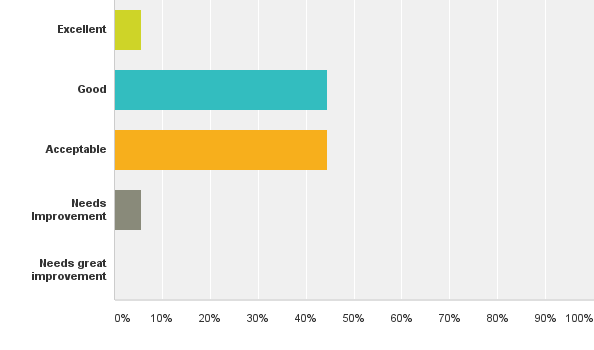 Excellent
Good
Acceptable
Needs
Improvement
Needs great
improvement
0% 10% 20% 30% 40% 50% 60% 70% 80% 90% 100%